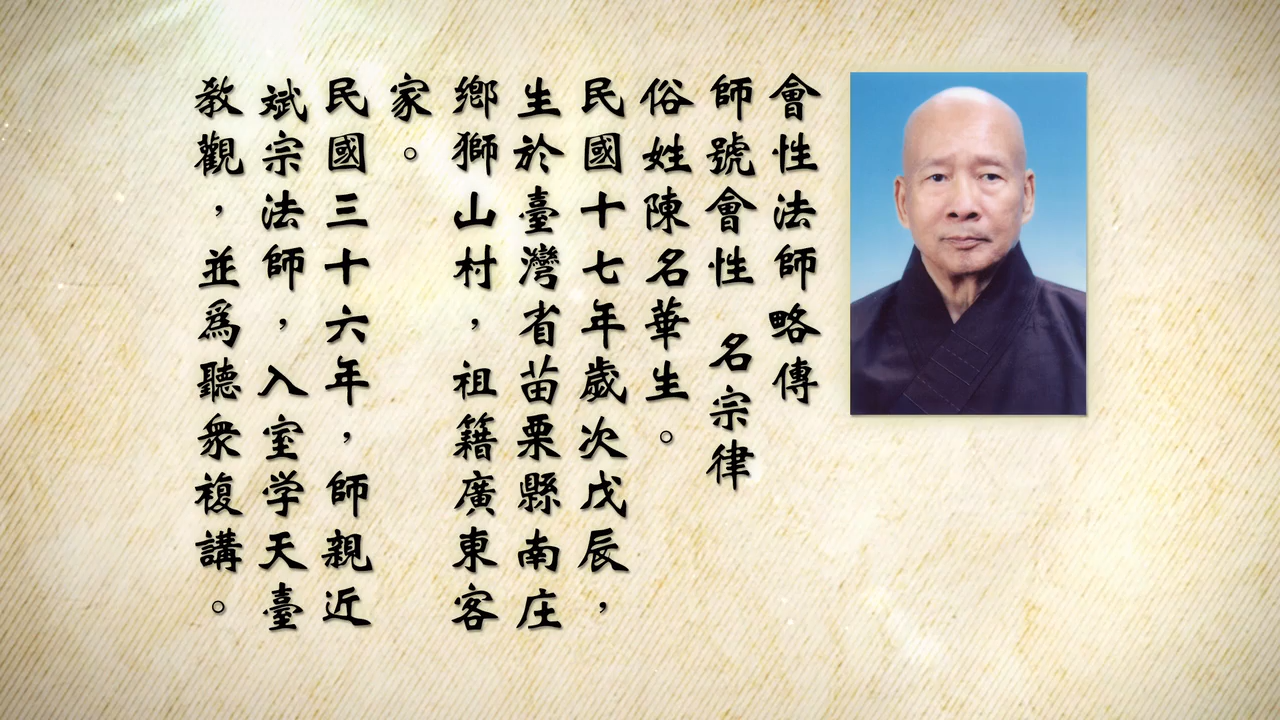 會性法師略傳
師號會性 名宗律
俗姓陳名華生。
民國十七年歲次戊辰，
生於臺灣省苗栗縣南庄
鄉獅山村，祖籍廣東客
家。
民國三十六年，師親近
斌宗法師，入室学天臺
教觀，並爲聽衆複講。